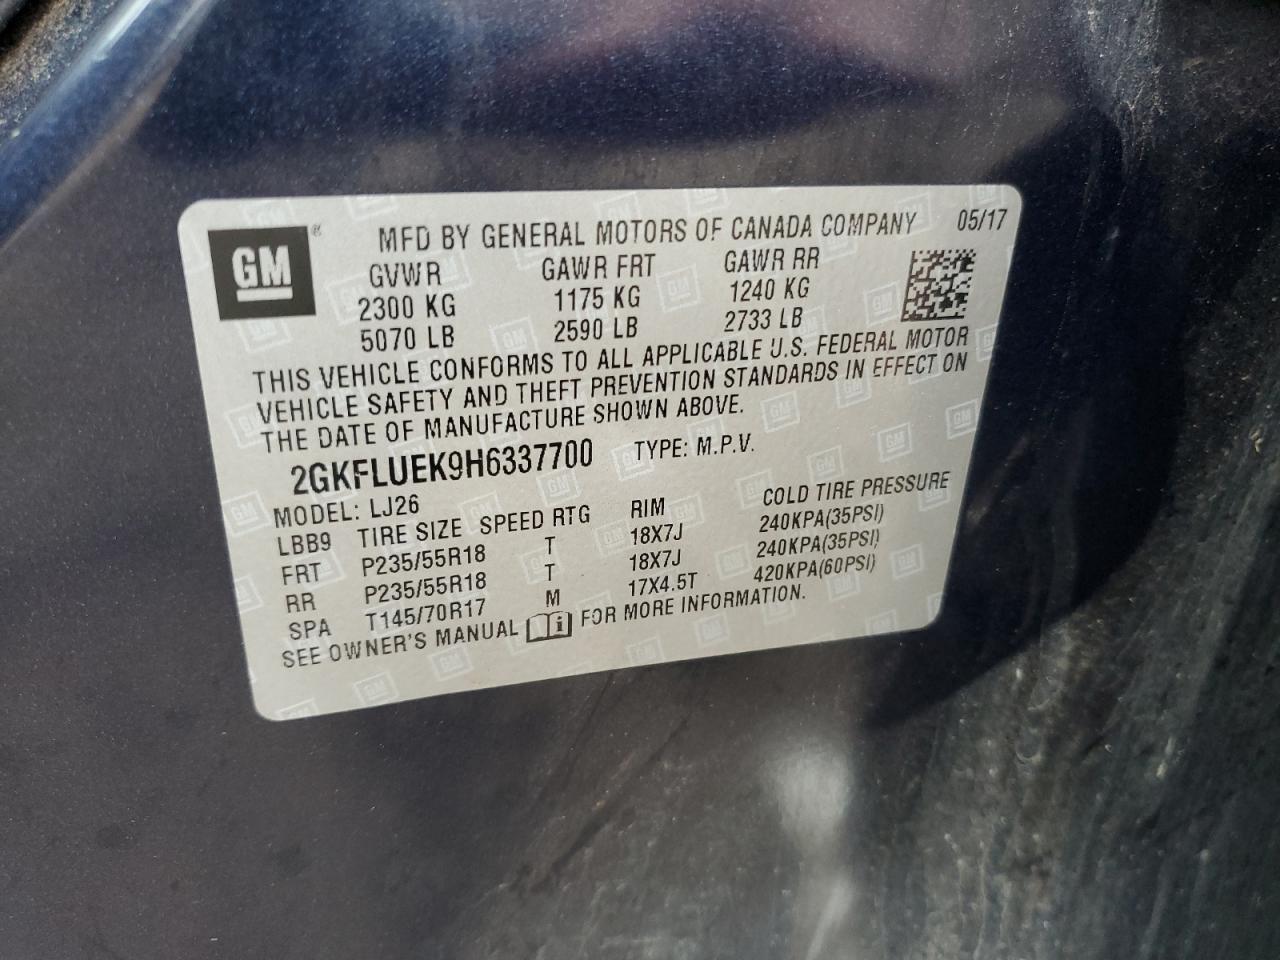 GM ® MFD BY GENERAL MOTORS OF CANADA COMPANY 05/17
GVWR GAWR FRT GAWR RR
2300 KG 1175 KG 1240 KG
5070 LB 2590 LB 2733 LB
THIS VEHICLE CONFORMS TO ALL APPLICABLE U.S. FEDERAL MOTOR
VEHICLE SAFETY AND THEFT PREVENTION STANDARDS IN EFFECT ON
THE DATE OF MANUFACTURE SHOWN ABOVE.
2GKFLUEK9H6337700 TYPE: M.P.V.
MODEL: LJ26
LBB9 TIRE SIZE SPEED RTG RIM COLD TIRE PRESSURE
FRT P235/55R18 T 18X7J 240KPA(35PSI)
RR P235/55R18 T 18X7J 240KPA(35PSI)
SPA T145/70R17 M 17X4.5T 420KPA(60PSI)
SEE OWNER'S MANUAL i FOR MORE INFORMATION.